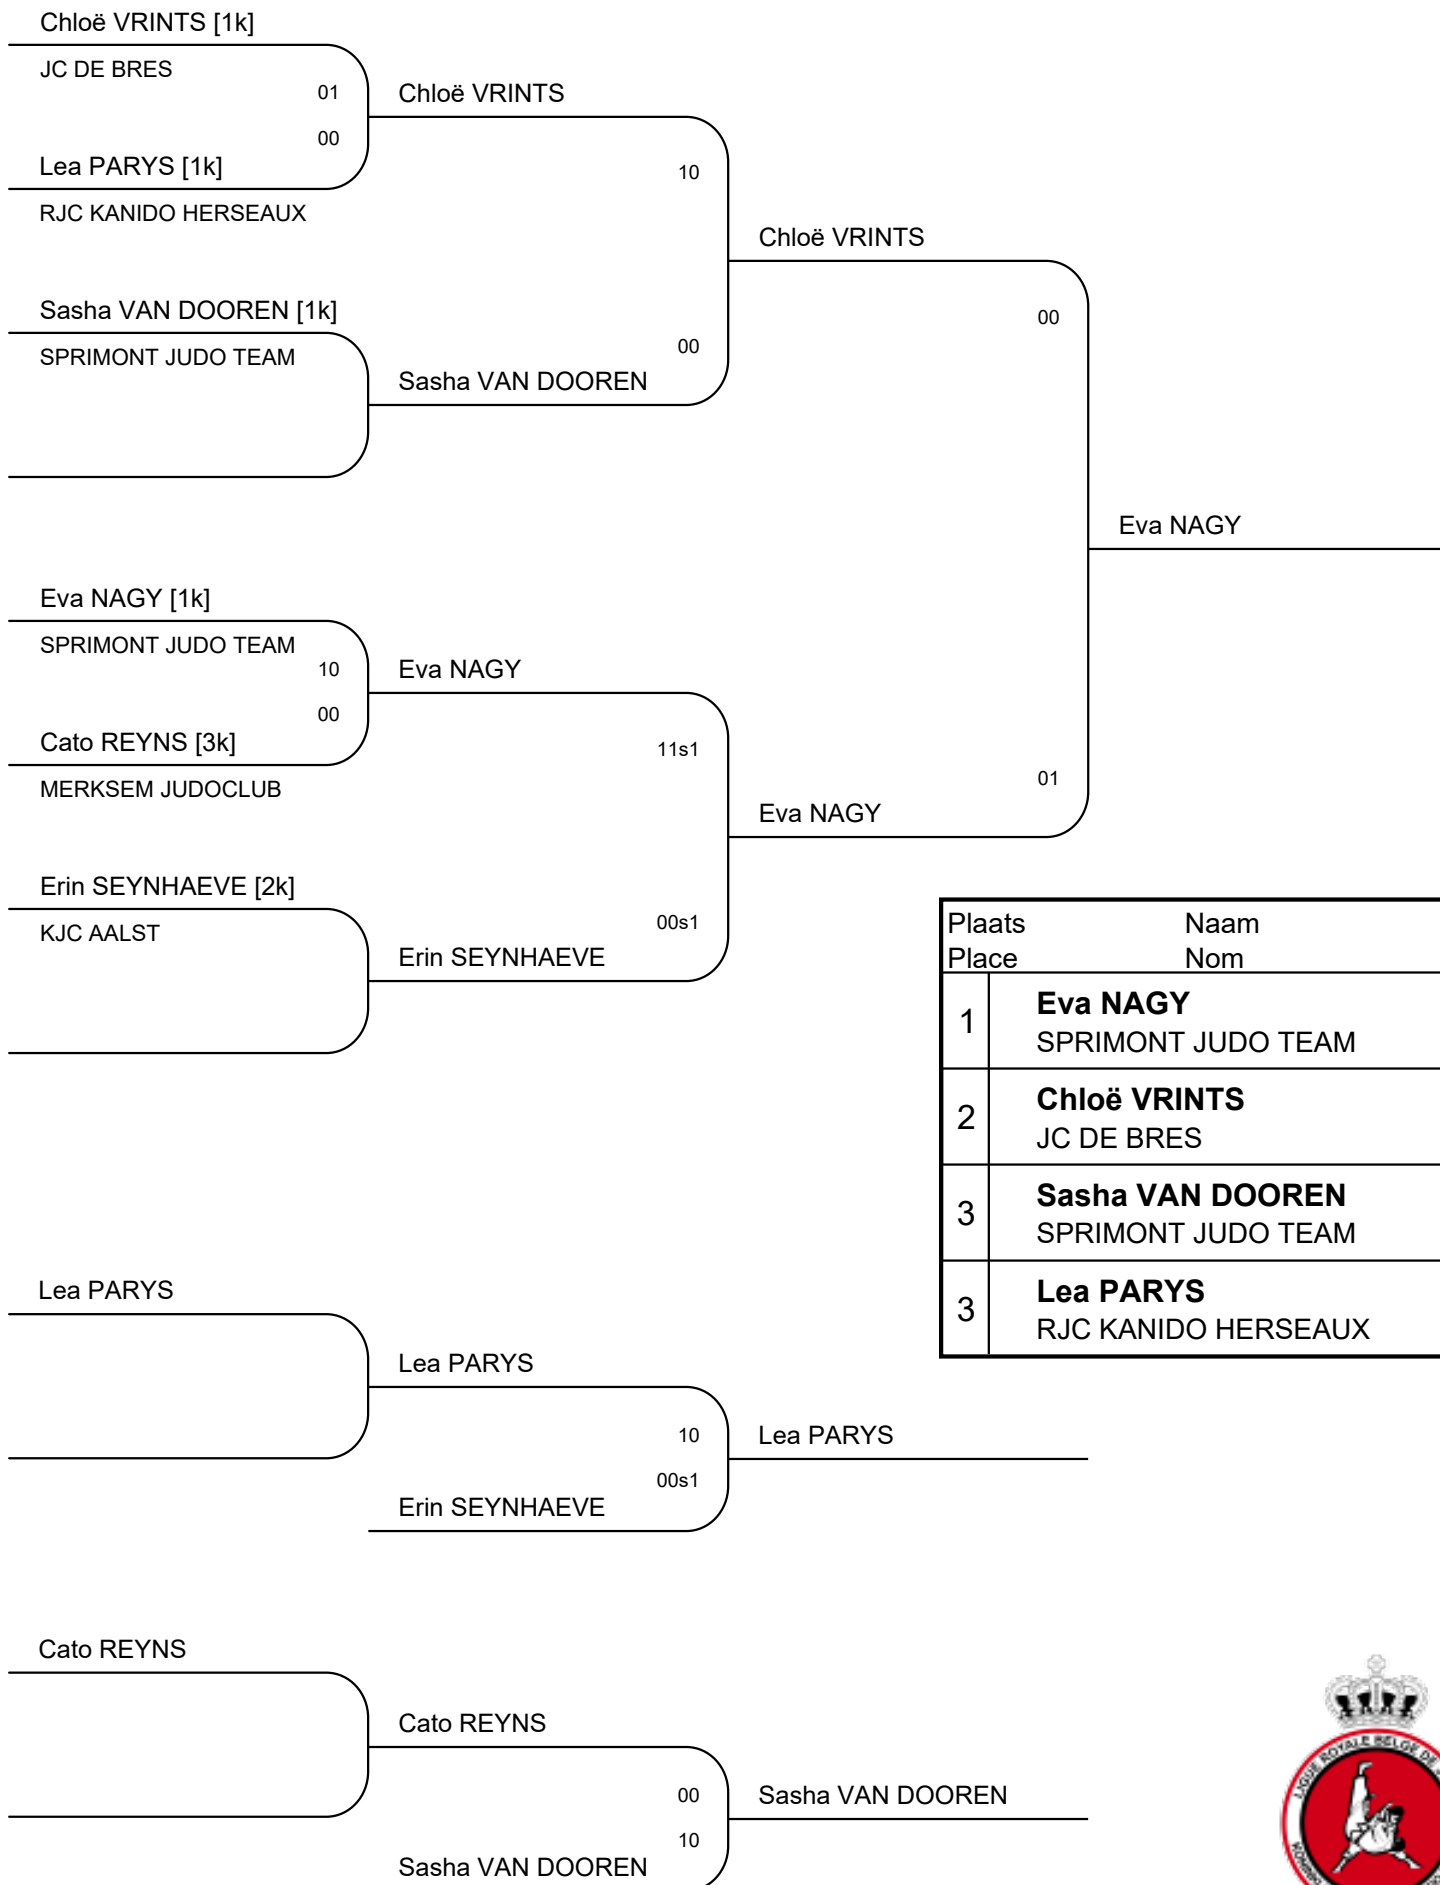 Chloë VRINTS [1k]
JC DE BRES
01
Chloë VRINTS
00
Lea PARYS [1k]
10
RJC KANIDO HERSEAUX
Chloë VRINTS
Sasha VAN DOOREN [1k]
00
SPRIMONT JUDO TEAM
00
Sasha VAN DOOREN
Eva NAGY
Eva NAGY [1k]
SPRIMONT JUDO TEAM
10
Eva NAGY
00
Cato REYNS [3k]
11s1
MERKSEM JUDOCLUB
01
Eva NAGY
Erin SEYNHAEVE [2k]
KJC AALST
00s1
Erin SEYNHAEVE
Plaats Naam
Place Nom
1 Eva NAGY
SPRIMONT JUDO TEAM
2 Chloë VRINTS
JC DE BRES
3 Sasha VAN DOOREN
SPRIMONT JUDO TEAM
3 Lea PARYS
RJC KANIDO HERSEAUX
Lea PARYS
Lea PARYS
10
Lea PARYS
00s1
Erin SEYNHAEVE
Cato REYNS
Cato REYNS
00
Sasha VAN DOOREN
10
Sasha VAN DOOREN
LIGUE ROYALE BELGE DE